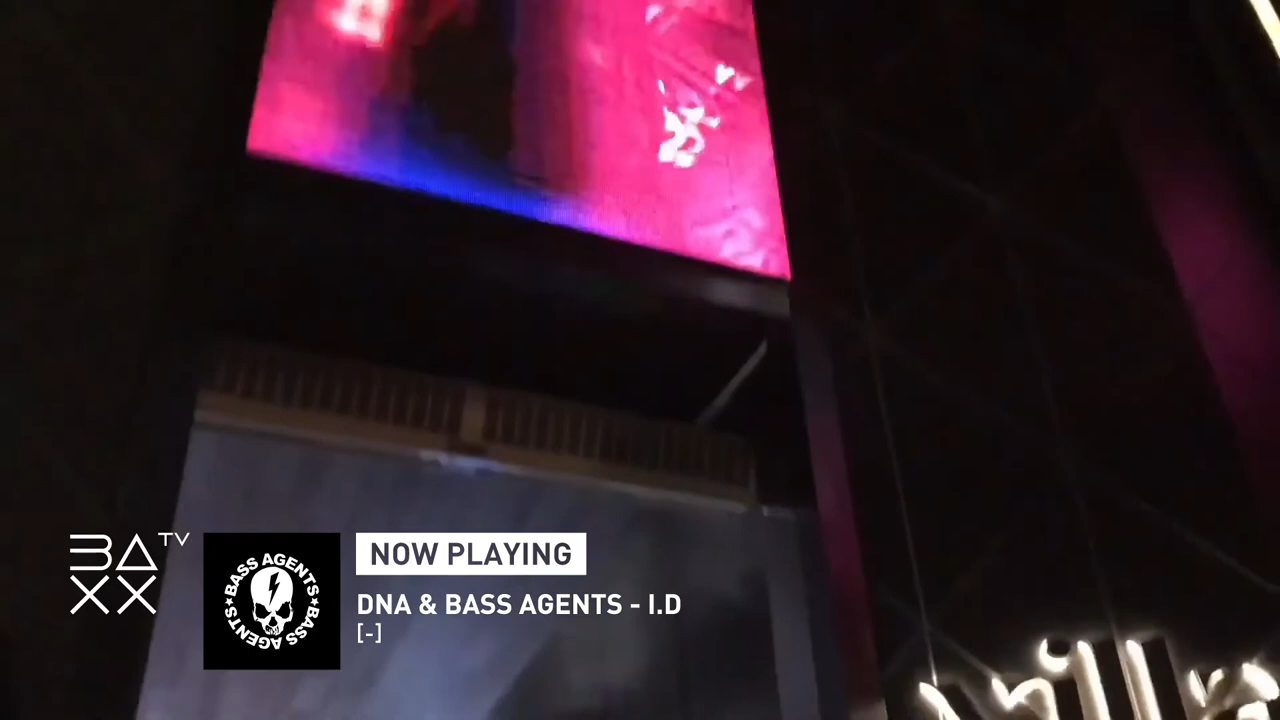 BAXX TV
BASS AGENTS ★ BASS AGENTS ★
NOW PLAYING
DNA & BASS AGENTS - I.D
[-]